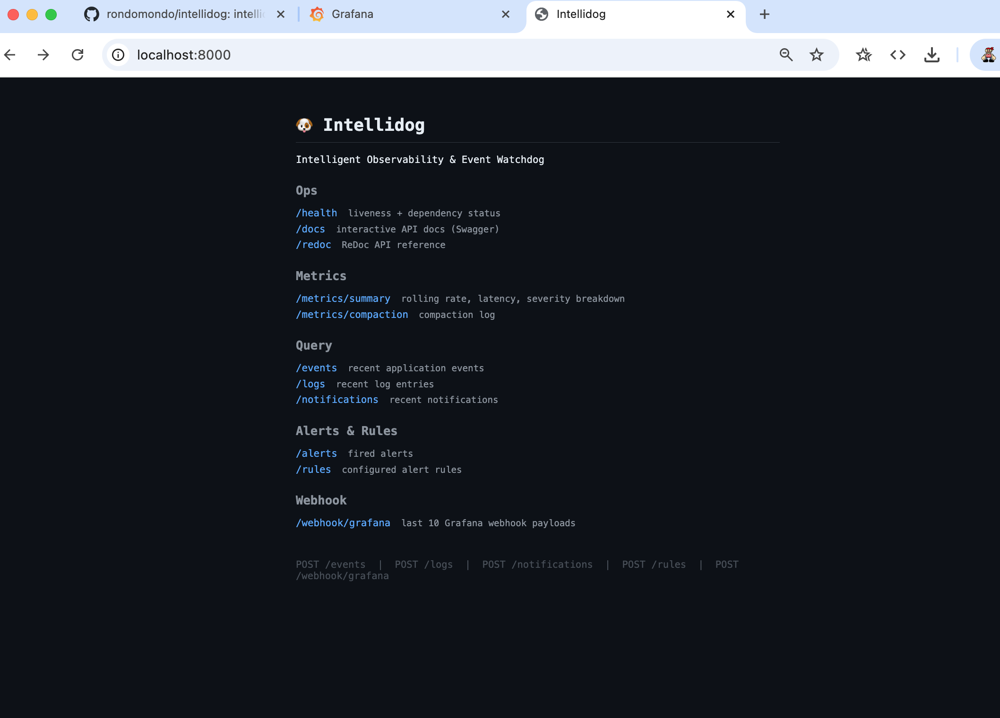 rondomondo/intellidog: intelli
Grafana
Intellidog
localhost:8000
Intellidog
Intelligent Observability & Event Watchdog
Ops
/health liveness + dependency status
/docs interactive API docs (Swagger)
/redoc ReDoc API reference
Metrics
/metrics/summary rolling rate, latency, severity breakdown
/metrics/compaction compaction log
Query
/events recent application events
/logs recent log entries
/notifications recent notifications
Alerts & Rules
/alerts fired alerts
/rules configured alert rules
Webhook
/webhook/grafana last 10 Grafana webhook payloads
POST /events | POST /logs | POST /notifications | POST /rules | POST
/webhook/grafana